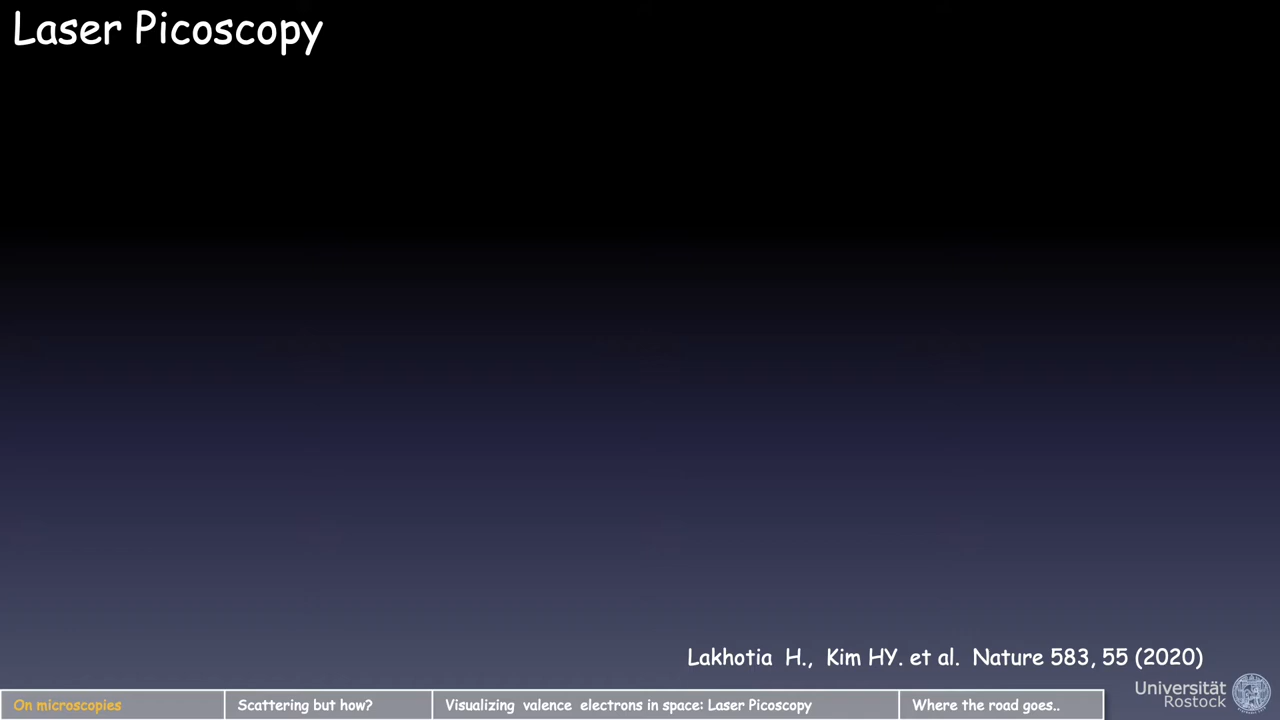 Laser Picoscopy
Lakhotia H., Kim HY. et al. Nature 583, 55 (2020)
On microscopies
Scattering but how?
Visualizing valence electrons in space: Laser Picoscopy
Where the road goes..
Universität
Rostock